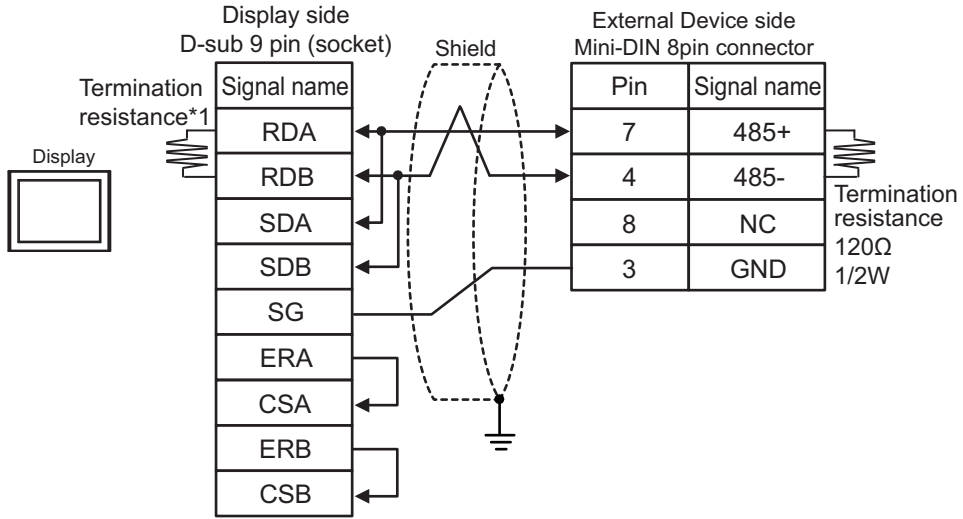 Display side
D-sub 9 pin (socket)
Shield
External Device side
Mini-DIN 8pin connector
Termination
resistance*1
Display
Signal name
RDA
RDB
SDA
SDB
SG
ERA
CSA
ERB
CSB
Pin Signal name
7 485+
4 485-
8 NC
3 GND
Termination
resistance
120Ω
1/2W